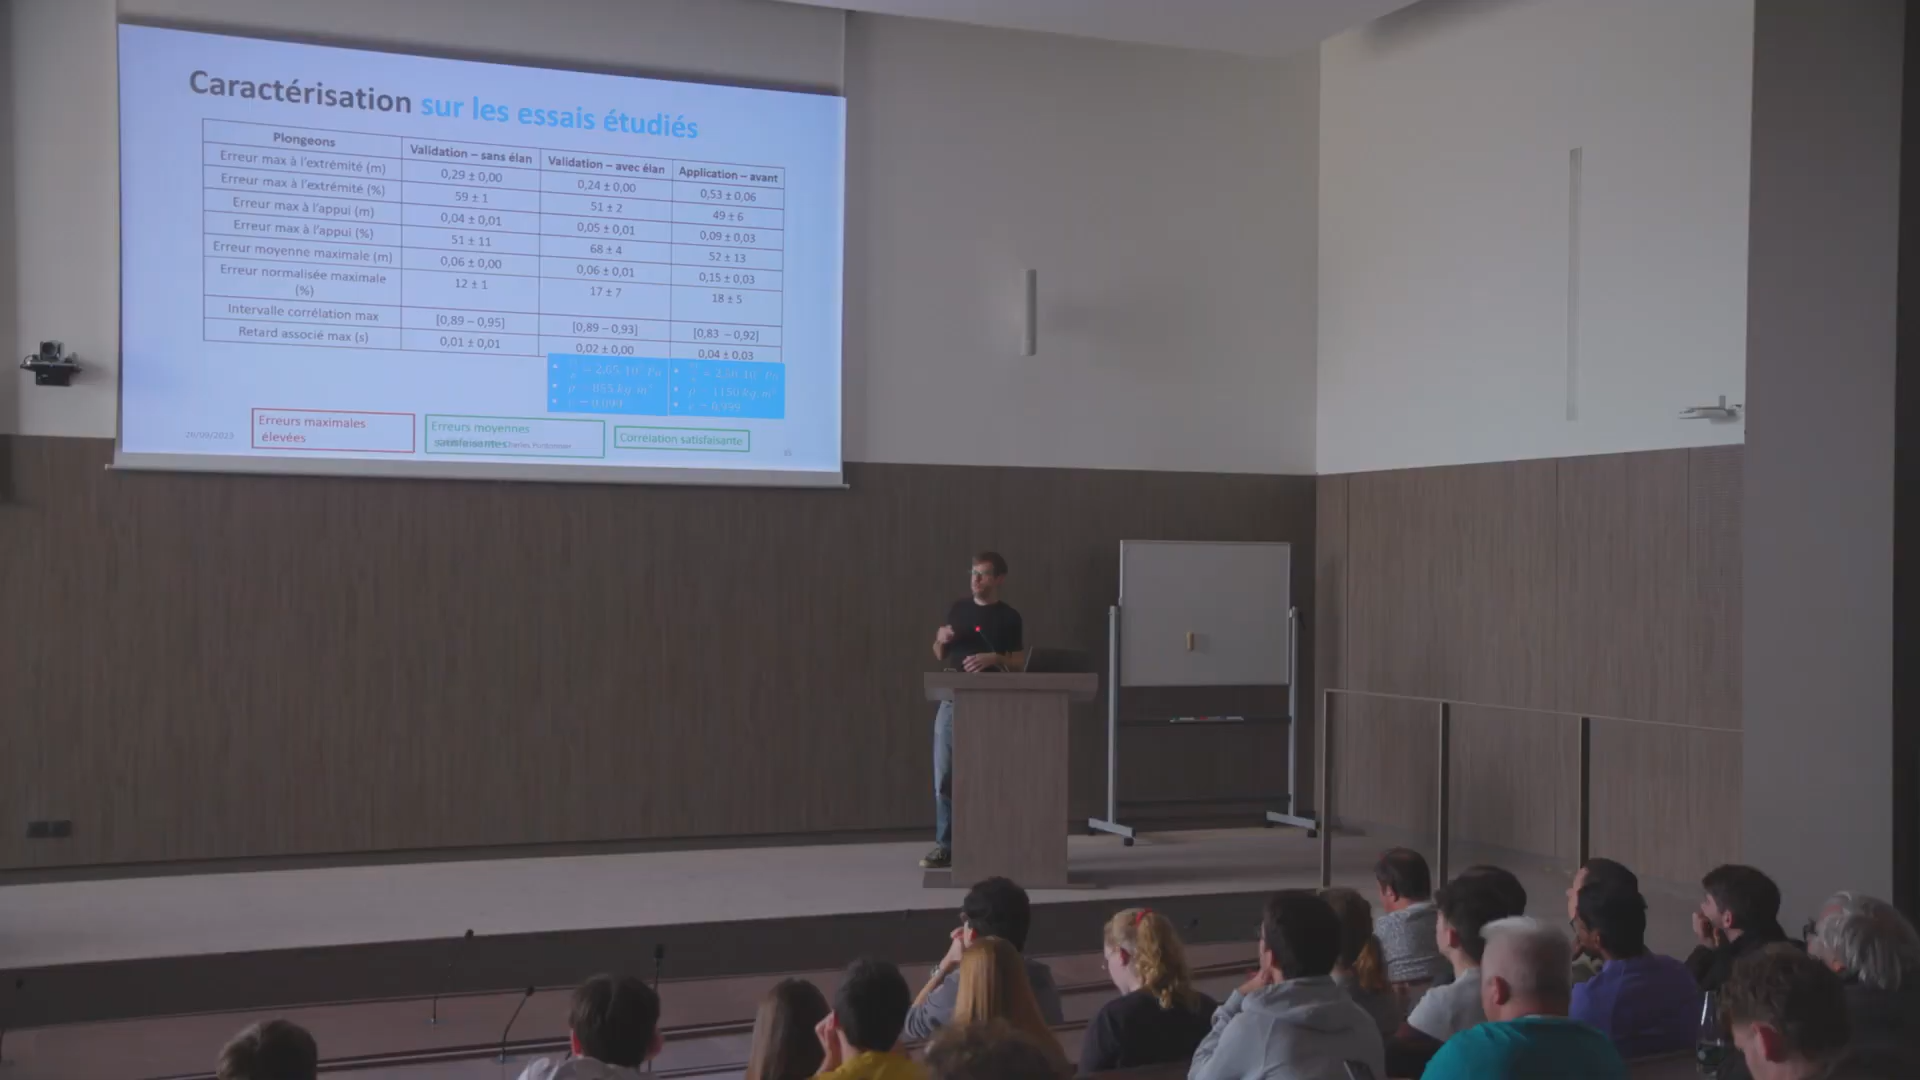 Caractérisation sur les essais étudiés
Plongeons Validation – sans élan Validation – avec élan Application – avant
Erreur max à l'extrémité (m) 0,29 ± 0,00 0,24 ± 0,00 0,53 ± 0,06
Erreur max à l'extrémité (%) 59 ± 1 51 ± 2 49 ± 6
Erreur max à l'appui (m) 0,04 ± 0,01 0,05 ± 0,01 0,09 ± 0,03
Erreur max à l'appui (%) 51 ± 11 68 ± 4 52 ± 13
Erreur moyenne maximale (m) 0,06 ± 0,00 0,06 ± 0,01 0,15 ± 0,03
Erreur normalisée maximale
(%) 12 ± 1 17 ± 7 18 ± 5
Intervalle corrélation max [0,89 – 0,95] [0,89 – 0,93] [0,83 – 0,92]
Retard associé max (s) 0,01 ± 0,01 0,02 ± 0,00 0,04 ± 0,03
Erreurs maximales
élevées
Erreurs moyennes
satisfaisantes
Corrélation satisfaisante
26/09/2023